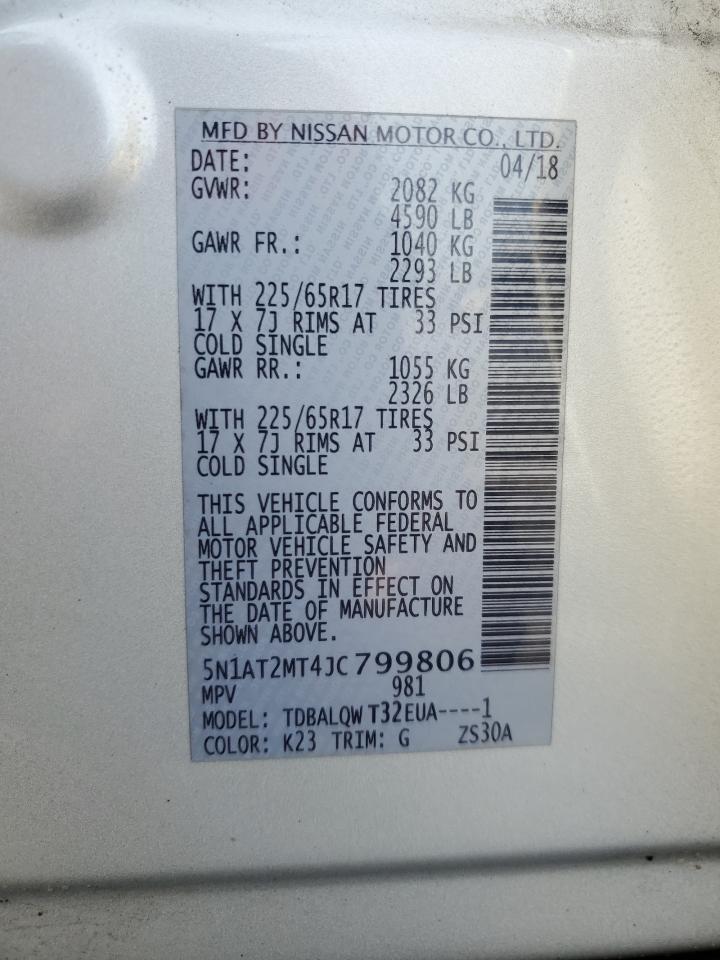 MFD BY NISSAN MOTOR CO., LTD.
DATE: 04/18
GVWR: 2082 KG
4590 LB
GAWR FR.: 1040 KG
2293 LB
WITH 225/65R17 TIRES
17 X 7J RIMS AT 33 PSI
COLD SINGLE
GAWR RR.: 1055 KG
2326 LB
WITH 225/65R17 TIRES
17 X 7J RIMS AT 33 PSI
COLD SINGLE
THIS VEHICLE CONFORMS TO
ALL APPLICABLE FEDERAL
MOTOR VEHICLE SAFETY AND
THEFT PREVENTION
STANDARDS IN EFFECT ON
THE DATE OF MANUFACTURE
SHOWN ABOVE.
5N1AT2MT4JC799806
MPV 981
MODEL: TDBALQWT32EUA----1
COLOR: K23 TRIM: G ZS30A